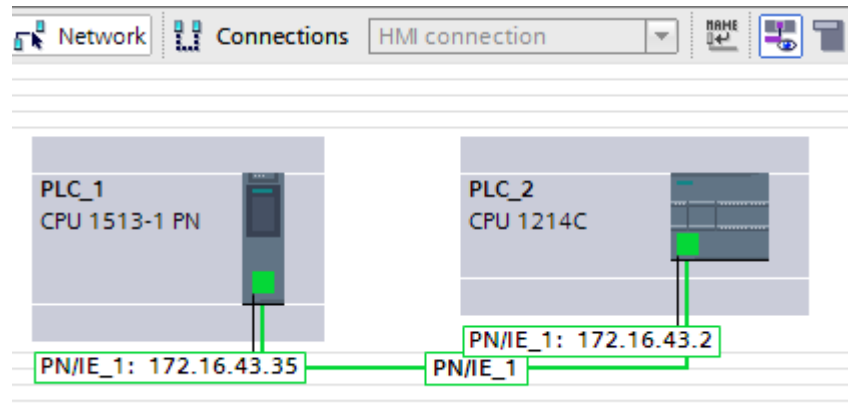 Network Connections HMI connection NAME
PLC_1
CPU 1513-1 PN
PLC_2
CPU 1214C
PN/IE_1: 172.16.43.2
PN/IE_1: 172.16.43.35
PN/IE_1